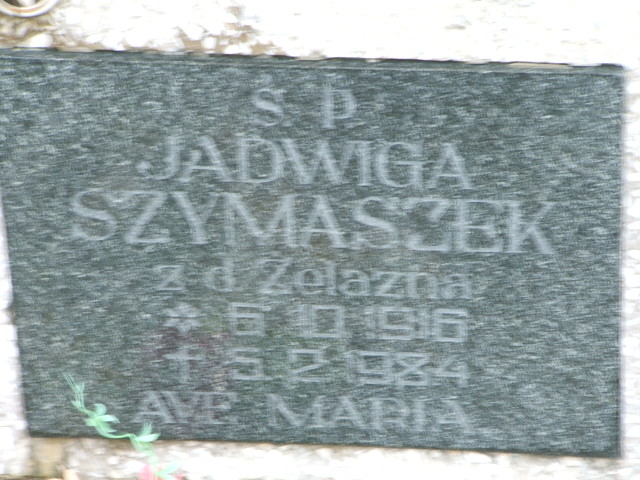 Ś. P.
JADWIGA
SZYMASZEK
z d. Żelazna
* 6.10.1916
† 5.2.1984
AVE MARIA